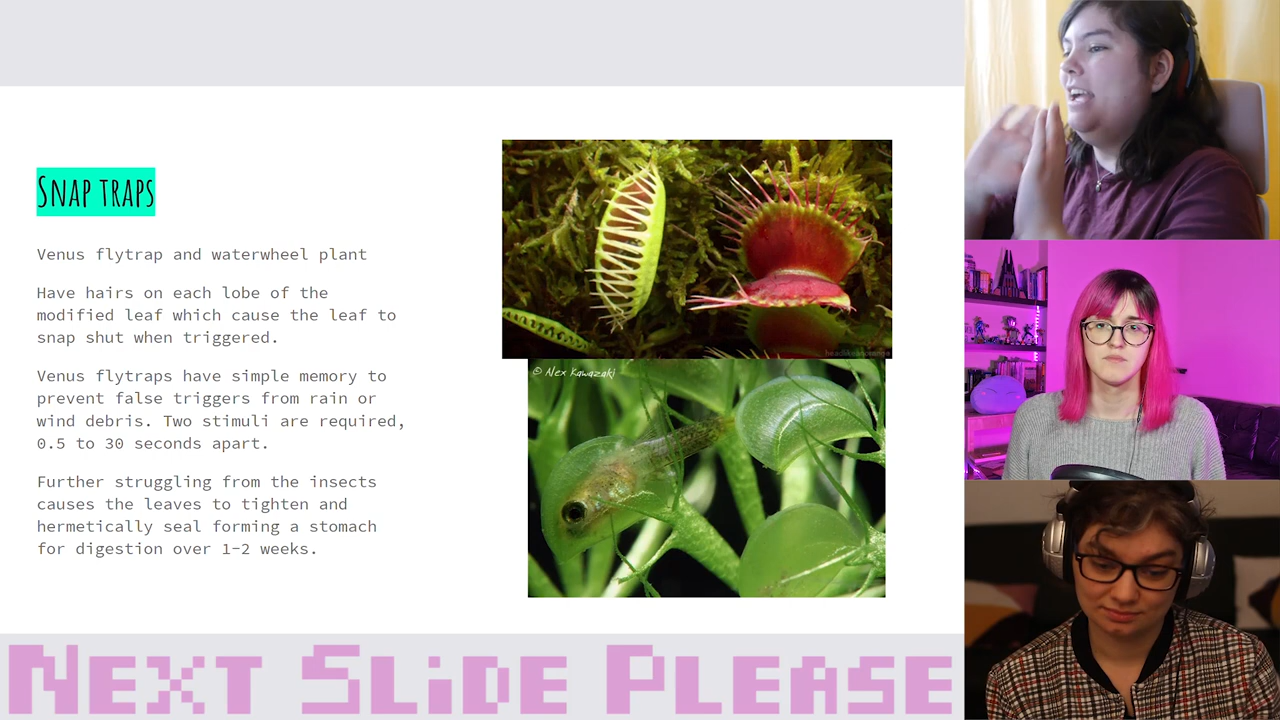 Snap traps
Venus flytrap and waterwheel plant
Have hairs on each lobe of the
modified leaf which cause the leaf to
snap shut when triggered.
Venus flytraps have simple memory to
prevent false triggers from rain or
wind debris. Two stimuli are required,
0.5 to 30 seconds apart.
Further struggling from the insects
causes the leaves to tighten and
hermetically seal forming a stomach
for digestion over 1-2 weeks.
© Alex Kawazaki
Next Slide Please